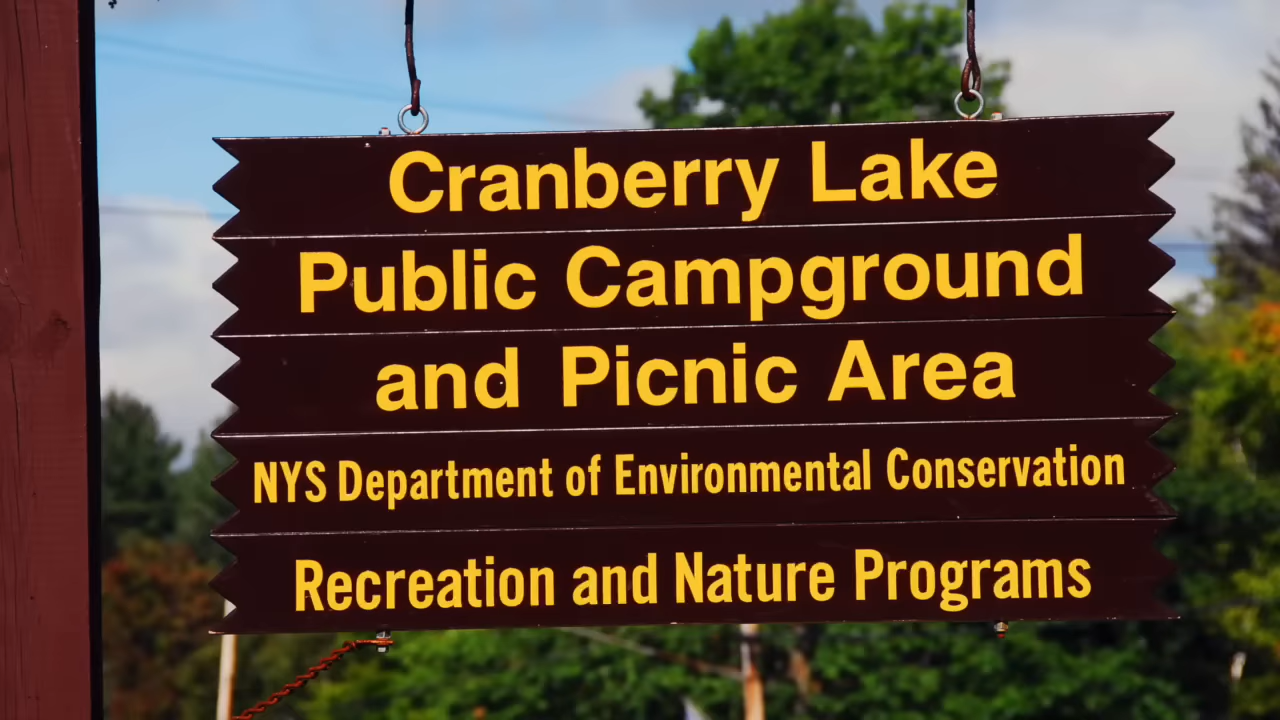 Cranberry Lake
Public Campground
and Picnic Area
NYS Department of Environmental Conservation
Recreation and Nature Programs